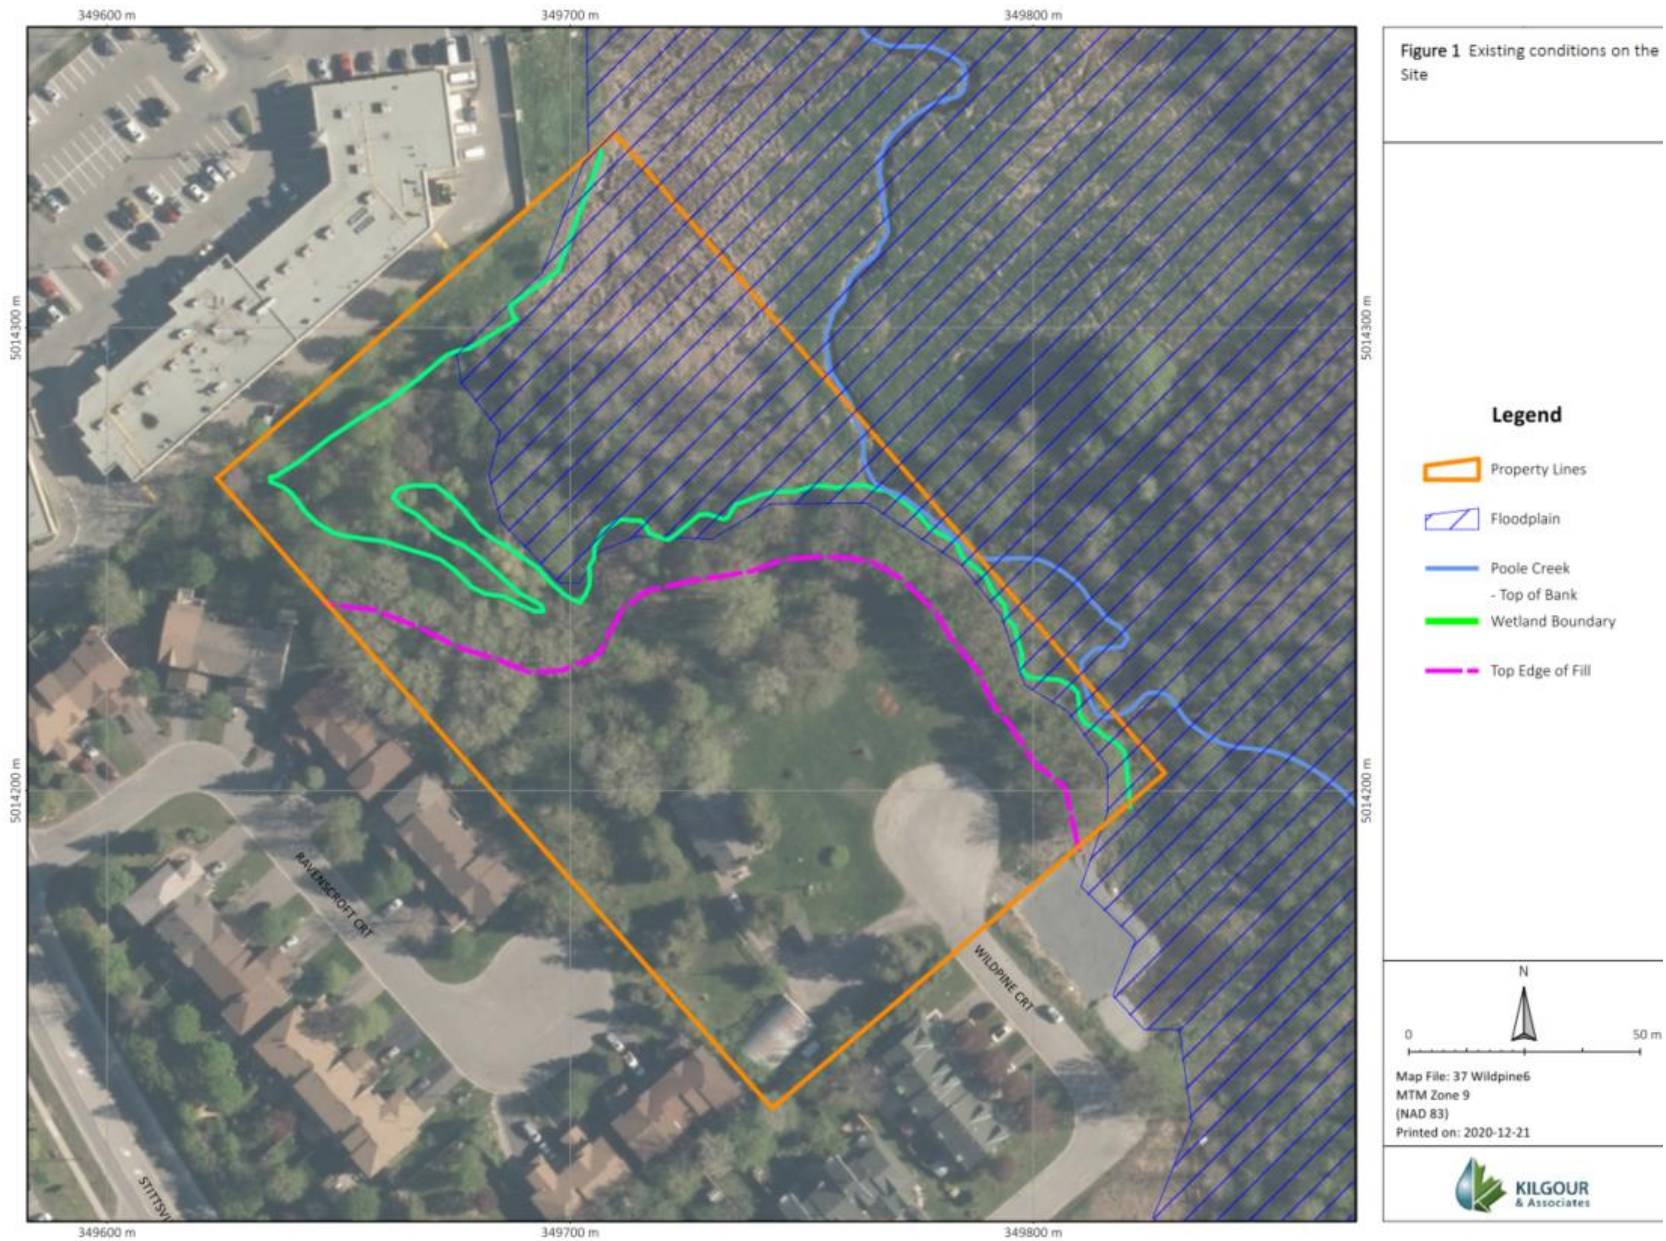 349600 m
349700 m
349800 m
Figure 1 Existing conditions on the
Site
5014300 m
5014300 m
Legend
Property Lines
Floodplain
Poole Creek
- Top of Bank
Wetland Boundary
Top Edge of Fill
5014200 m
5014200 m
RAVENSCROFT CRT
WILDPINE CRT
N
0
50 m
Map File: 37 Wildpine6
MTM Zone 9
(NAD 83)
Printed on: 2020-12-21
KILGOUR
& Associates
349600 m
349700 m
349800 m